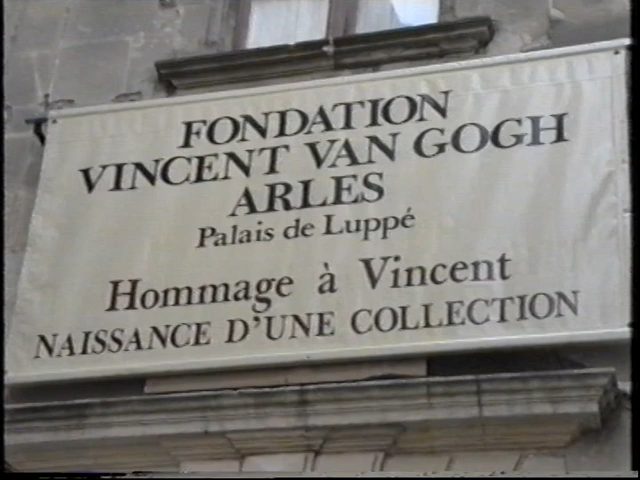 FONDATION
VINCENT VAN GOGH
ARLES
Palais de Luppé
Hommage à Vincent
NAISSANCE D'UNE COLLECTION